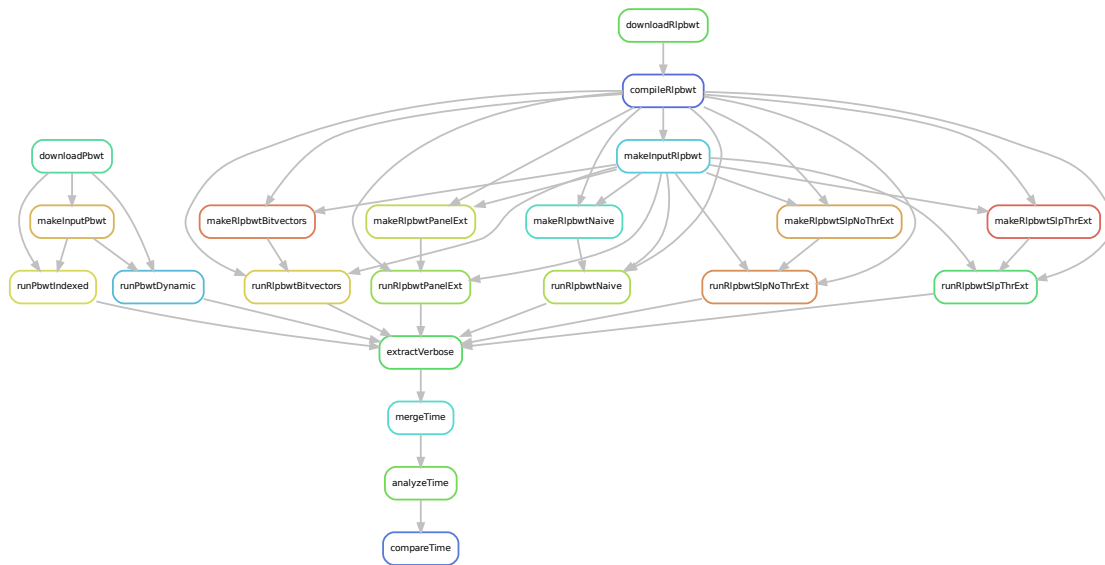 downloadRlpbwt
compileRlpbwt
downloadPbwt
makeInputRlpbwt
makeInputPbwt
makeRlpbwtBitvectors
makeRlpbwtPanelExt
makeRlpbwtNaive
makeRlpbwtSlpNoThrExt
makeRlpbwtSlpThrExt
runPbwtIndexed
runPbwtDynamic
runRlpbwtBitvectors
runRlpbwtPanelExt
runRlpbwtNaive
runRlpbwtSlpNoThrExt
runRlpbwtSlpThrExt
extractVerbose
mergeTime
analyzeTime
compareTime